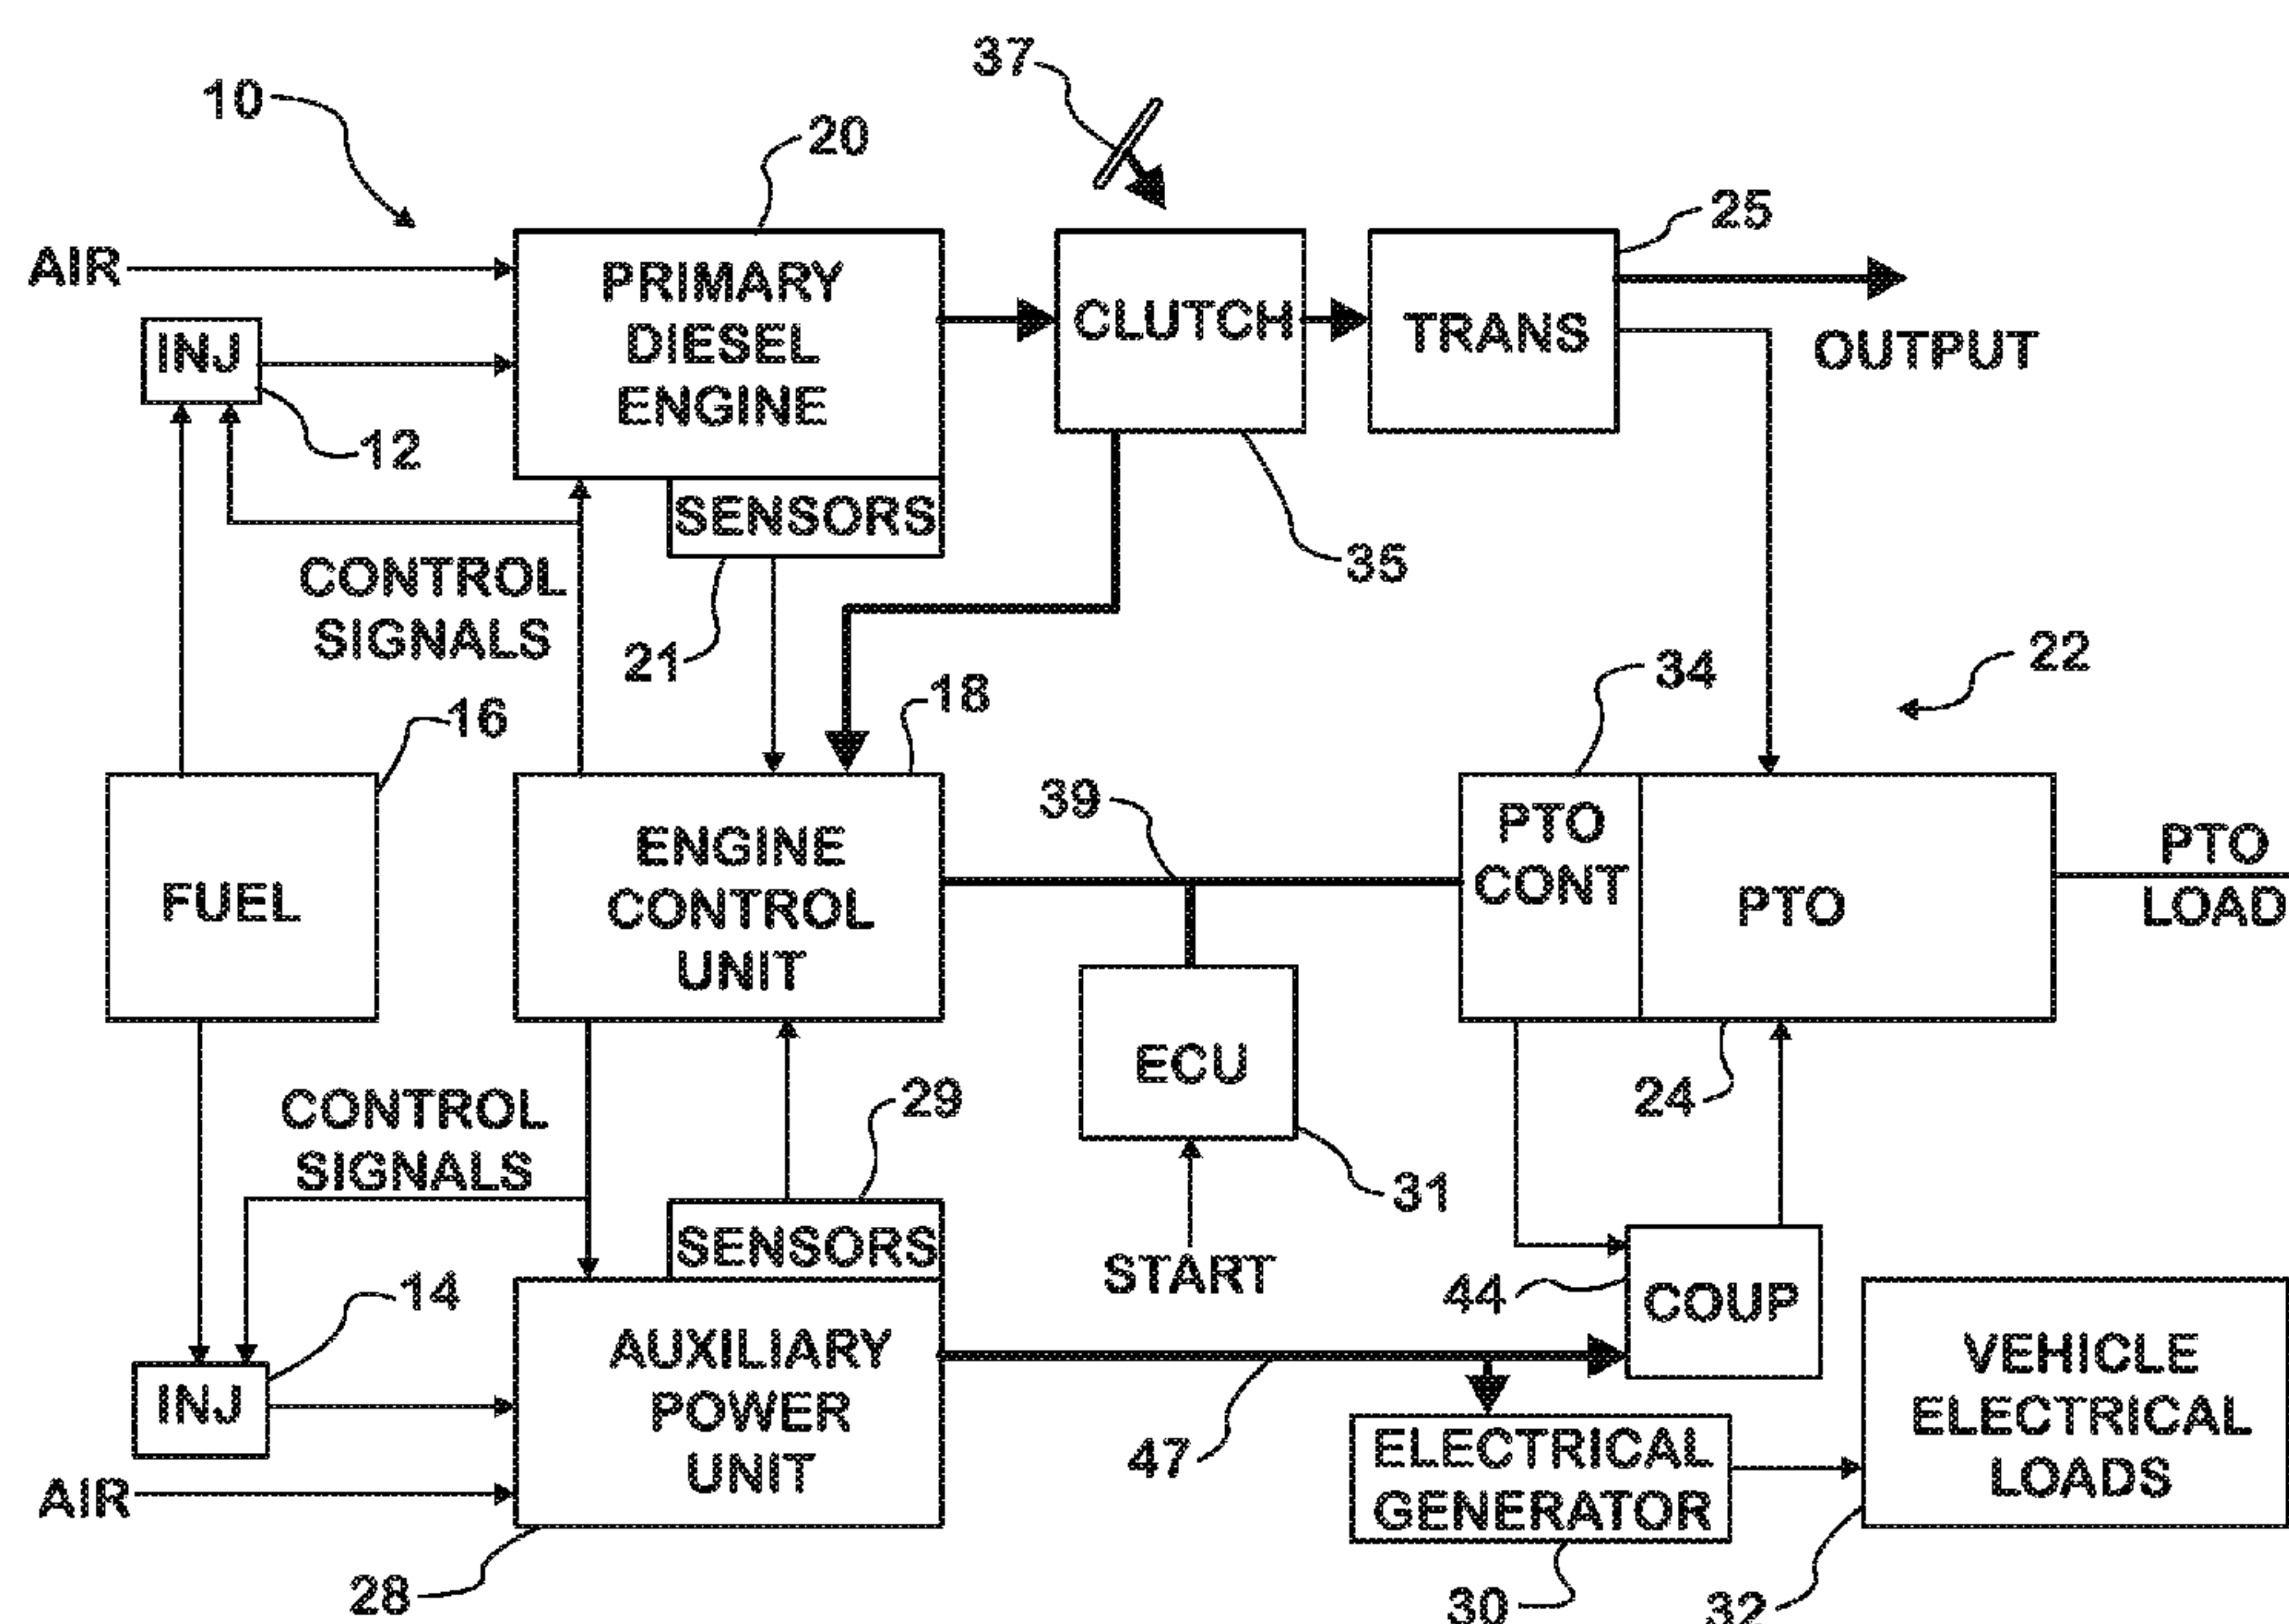 37
10
20
25
AIR
PRIMARY
DIESEL
ENGINE
CLUTCH
TRANS
OUTPUT
INJ
12
SENSORS
35
CONTROL
SIGNALS
21
18
34
22
16
39
FUEL
ENGINE
CONTROL
UNIT
PTO
CONT
PTO
PTO
LOAD
ECU
24
CONTROL
SIGNALS
29
31
SENSORS
START
14
44
COUP
INJ
AUXILIARY
POWER
UNIT
47
VEHICLE
ELECTRICAL
LOADS
ELECTRICAL
GENERATOR
AIR
28
30
32